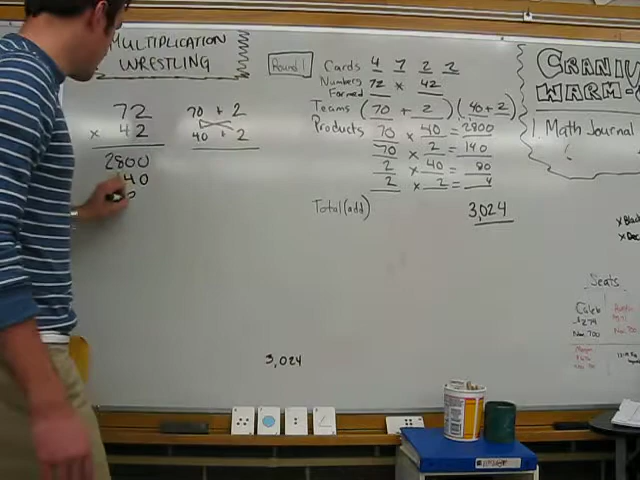 MULTIPLICATION
WRESTLING
72
× 42
2800
140
70 + 2
40 + 2
Round 1
Cards 4 7 2 2
Numbers Formed 72 × 42
Teams (70 + 2) (40 + 2)
Products 70 × 40 = 2800
70 × 2 = 140
2 × 40 = 80
2 × 2 = 4
Total (add) 3,024
3,024
WARM-
1. Math Journal
Seats
Caleb